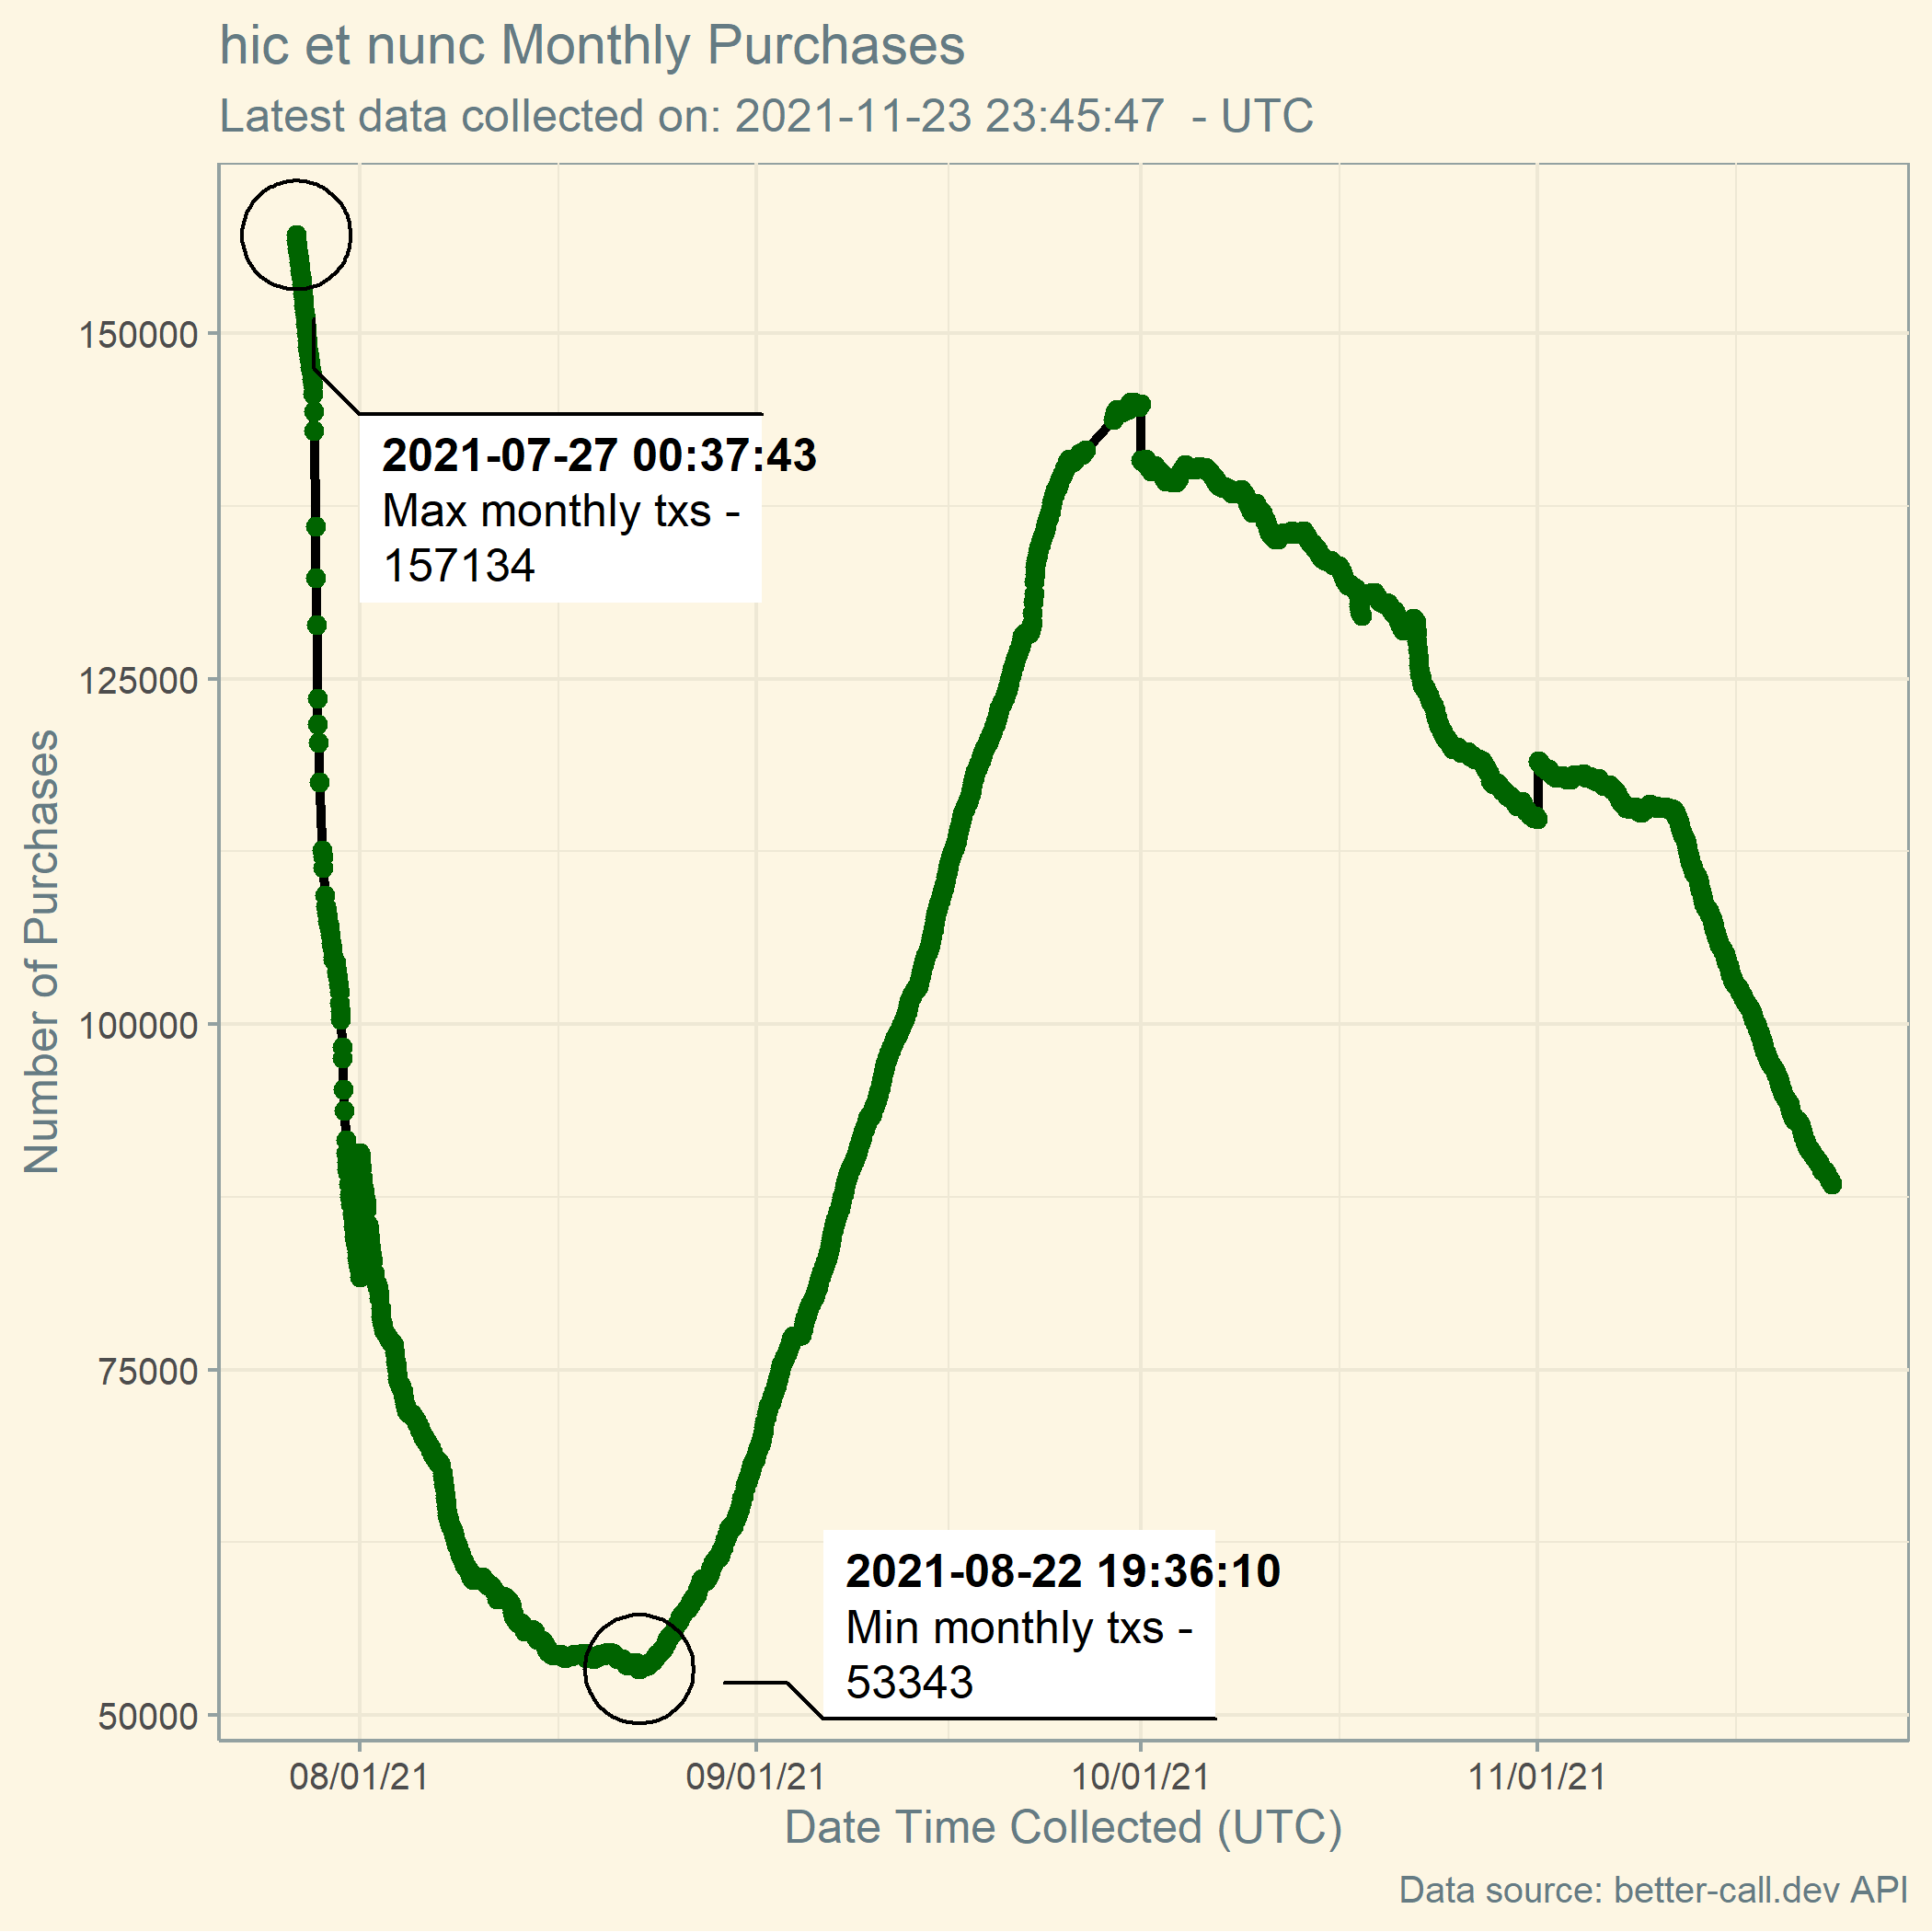 hic et nunc Monthly Purchases
Latest data collected on: 2021-11-23 23:45:47  - UTC
150000
2021-07-27 00:37:43
Max monthly txs -
157134
125000
Number of Purchases
100000
75000
2021-08-22 19:36:10
Min monthly txs -
53343
50000
08/01/21
09/01/21
10/01/21
11/01/21
Date Time Collected (UTC)
Data source: better-call.dev API